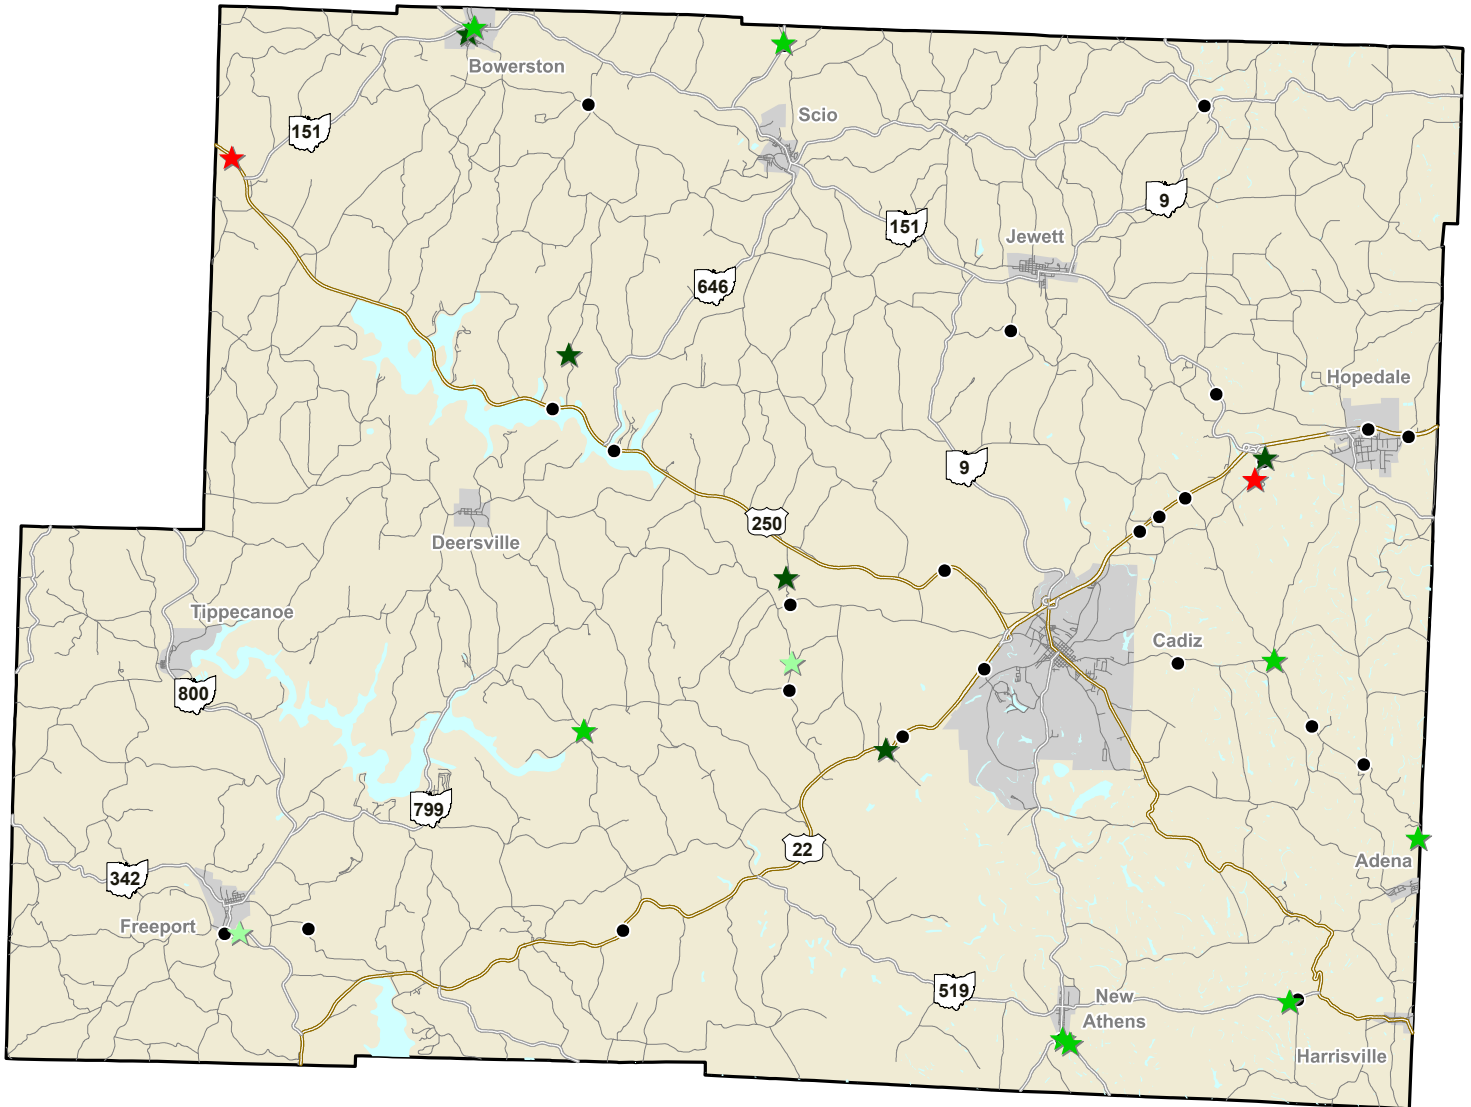 Bowerston
Scio
151
9
151
Jewett
646
Hopedale
9
250
Deersville
Tippecanoe
Cadiz
800
799
22
Adena
342
Freeport
519
New
Athens
Harrisville